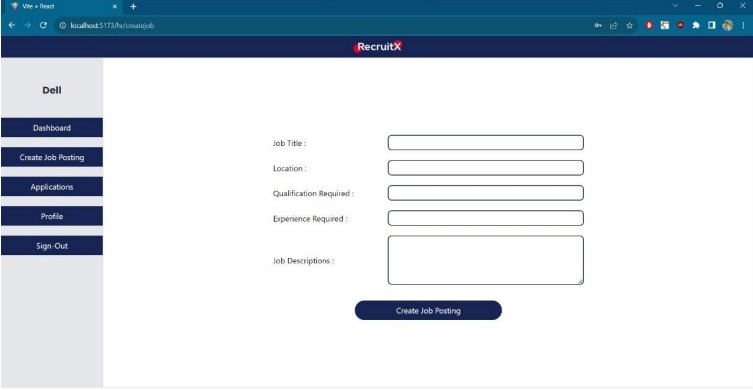 Vite + React
localhost:5173/hr/createjob
RecruitX
Dell
Dashboard
Create Job Posting
Applications
Profile
Sign-Out
Job Title :
Location :
Qualification Required :
Experience Required :
Job Descriptions :
Create Job Posting